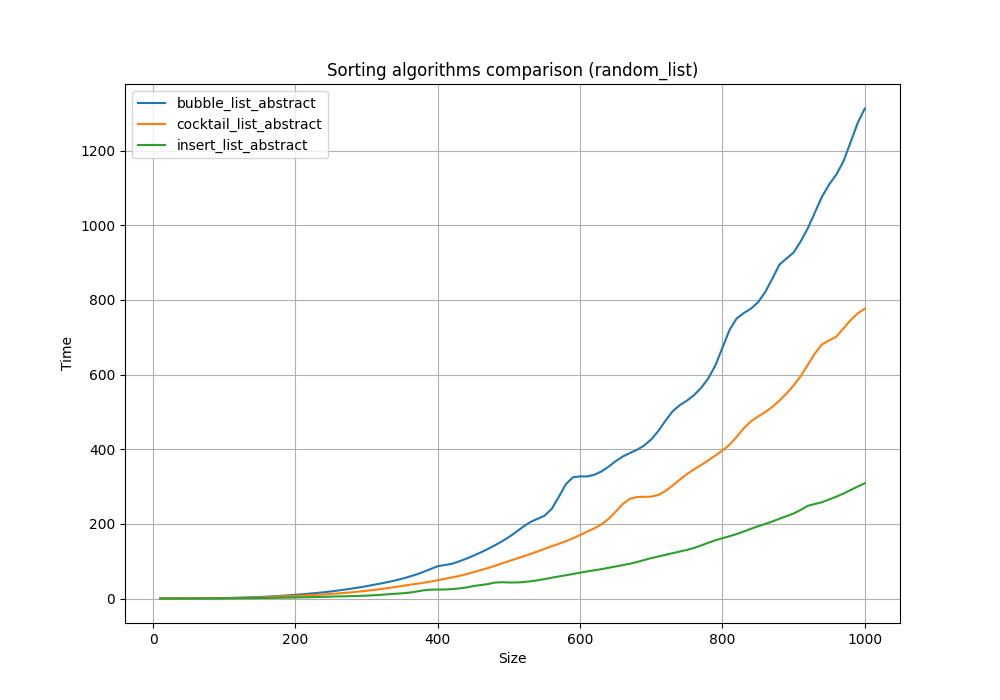 Sorting algorithms comparison (random_list)
bubble_list_abstract
cocktail_list_abstract
insert_list_abstract
1200
1000
800
600
400
200
0
Time
0 200 400 600 800 1000
Size